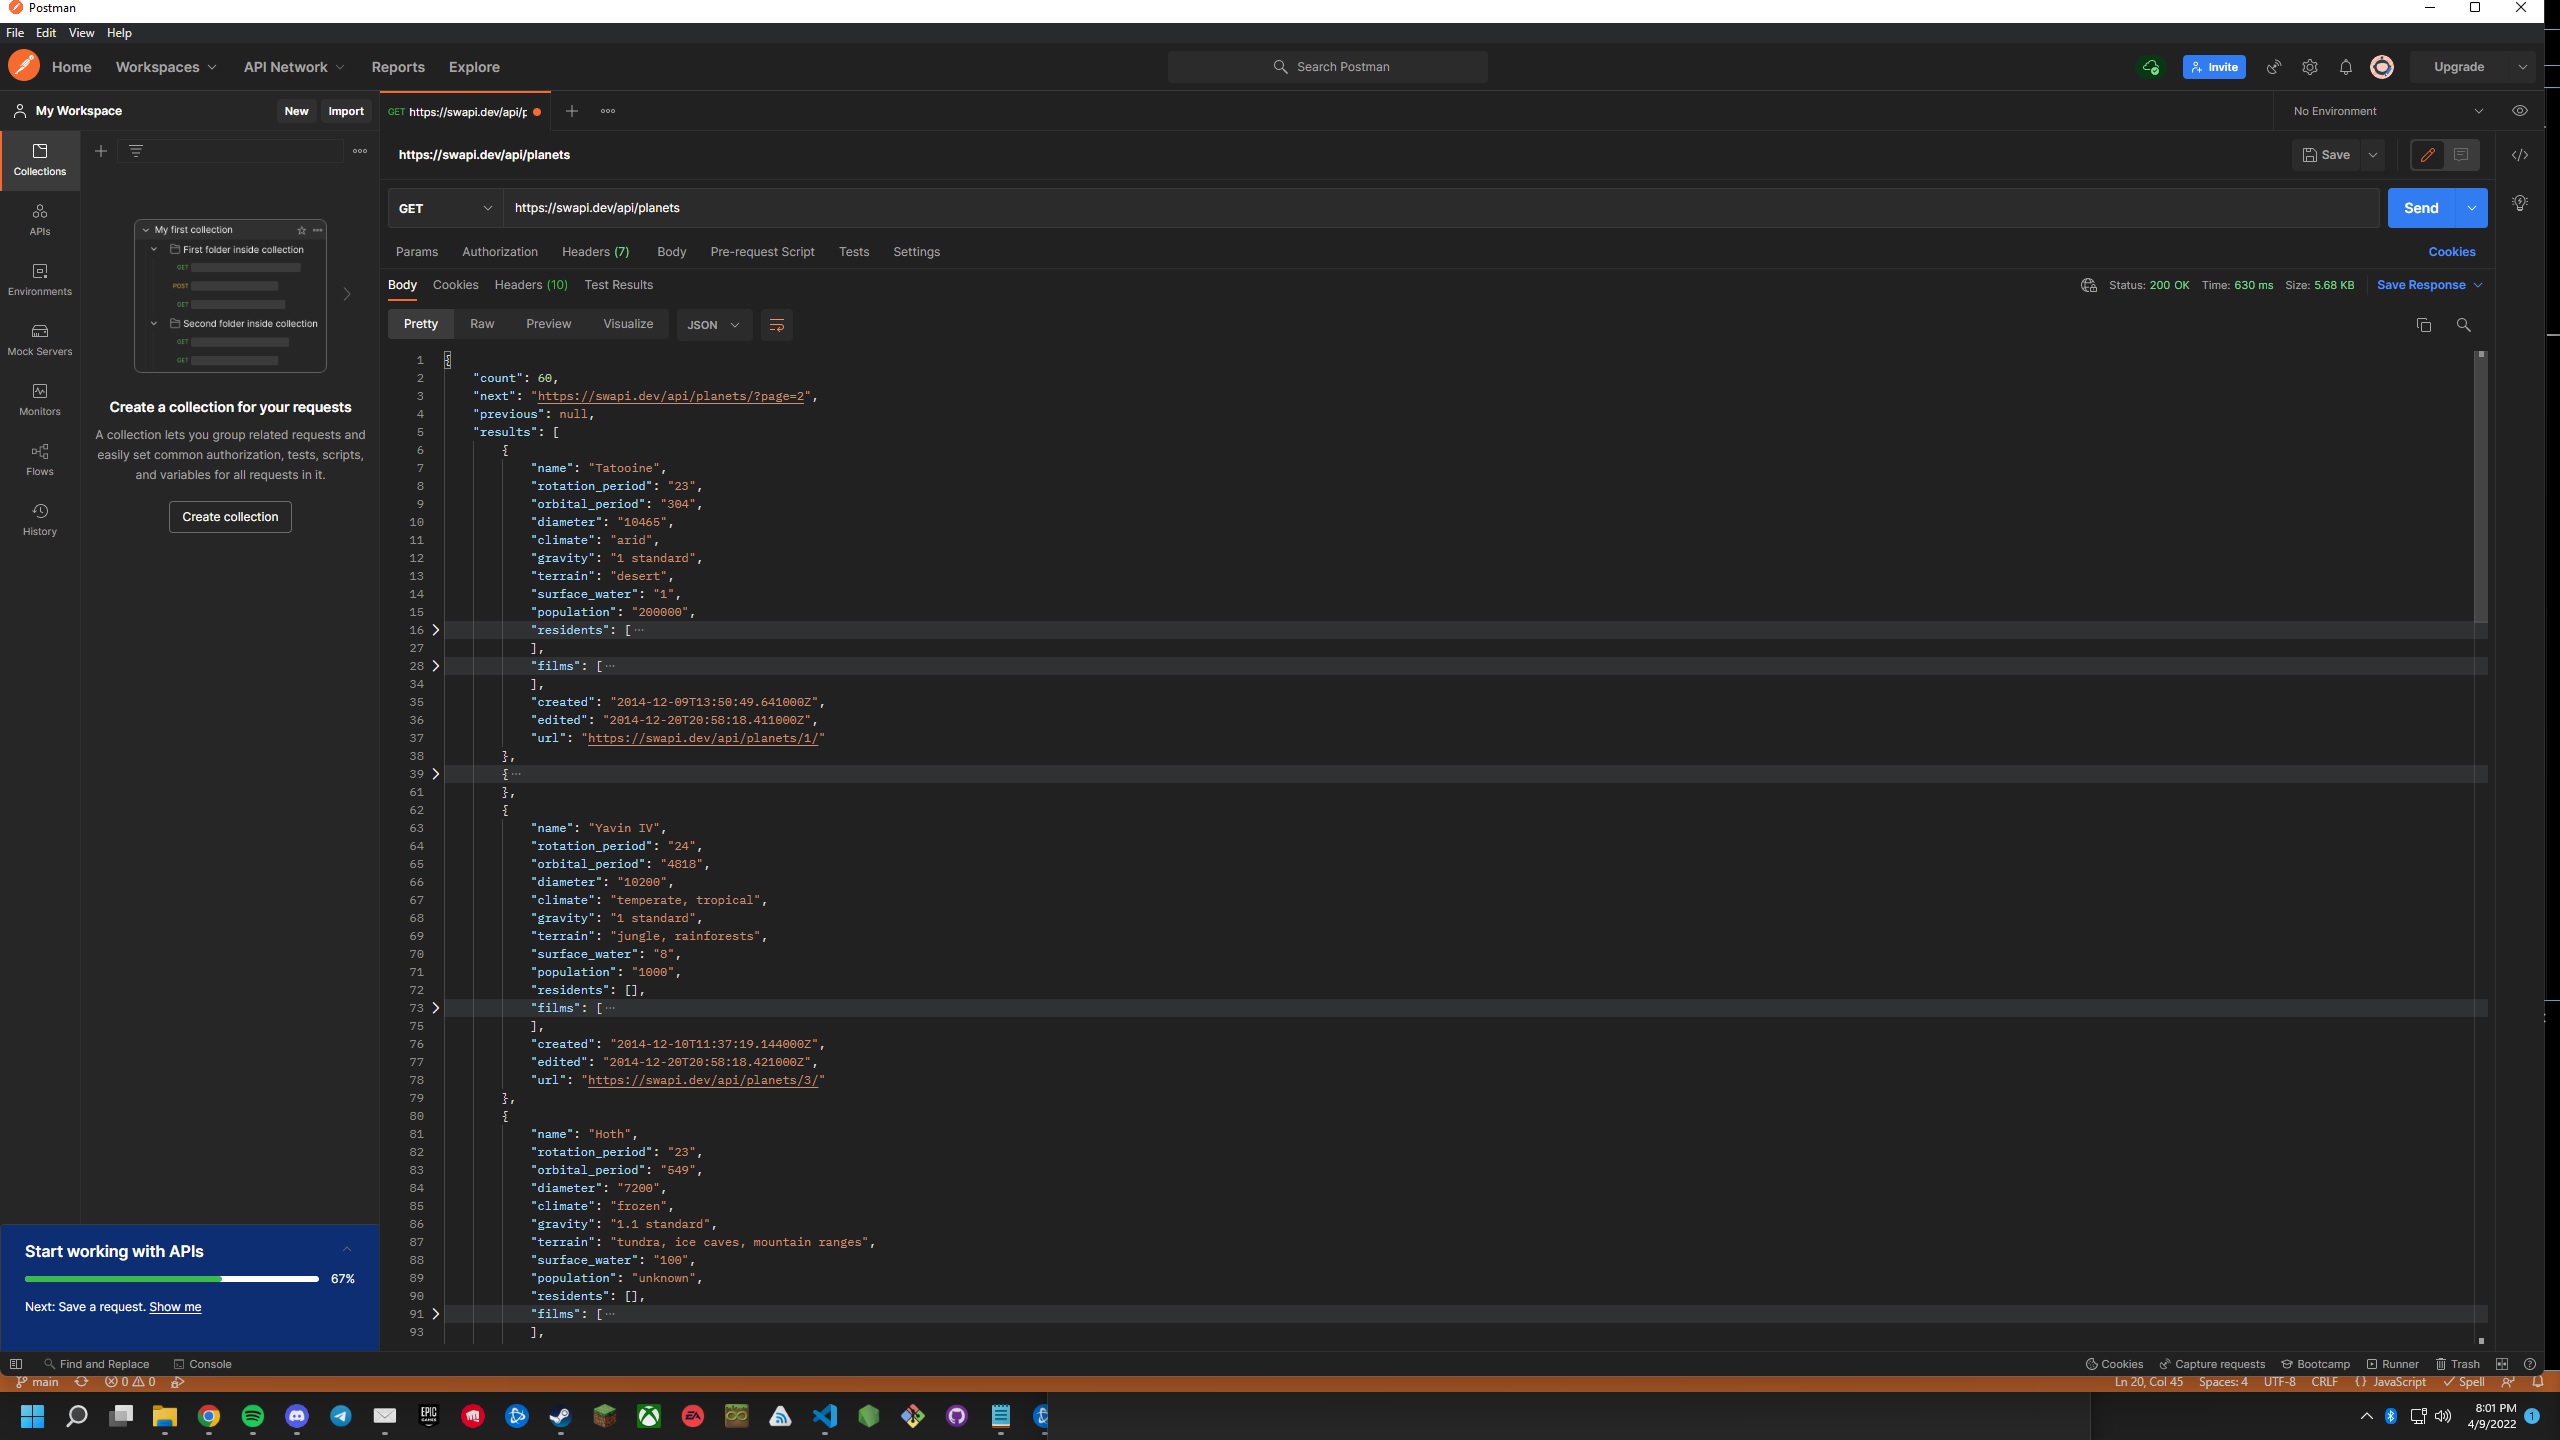 Postman
File Edit View Help
Home Workspaces API Network Reports Explore Search Postman Invite Upgrade
My Workspace New Import GET https://swapi.dev/api/p No Environment
Collections
APIs
Environments
Mock Servers
Monitors
Flows
History
My first collection
First folder inside collection
GET
POST
GET
Second folder inside collection
GET
GET
Create a collection for your requests
A collection lets you group related requests and
easily set common authorization, tests, scripts,
and variables for all requests in it.
Create collection
Start working with APIs
67%
Next: Save a request. Show me
https://swapi.dev/api/planets Save
GET https://swapi.dev/api/planets Send
Params Authorization Headers (7) Body Pre-request Script Tests Settings Cookies
Body Cookies Headers (10) Test Results Status: 200 OK Time: 630 ms Size: 5.68 KB Save Response
Pretty Raw Preview Visualize JSON
1 {
2 "count": 60,
3 "next": "https://swapi.dev/api/planets/?page=2",
4 "previous": null,
5 "results": [
6 {
7 "name": "Tatooine",
8 "rotation_period": "23",
9 "orbital_period": "304",
10 "diameter": "10465",
11 "climate": "arid",
12 "gravity": "1 standard",
13 "terrain": "desert",
14 "surface_water": "1",
15 "population": "200000",
16 "residents": [ ···
27 ],
28 "films": [ ···
34 ],
35 "created": "2014-12-09T13:50:49.641000Z",
36 "edited": "2014-12-20T20:58:18.411000Z",
37 "url": "https://swapi.dev/api/planets/1/"
38 },
39 { ···
61 },
62 {
63 "name": "Yavin IV",
64 "rotation_period": "24",
65 "orbital_period": "4818",
66 "diameter": "10200",
67 "climate": "temperate, tropical",
68 "gravity": "1 standard",
69 "terrain": "jungle, rainforests",
70 "surface_water": "8",
71 "population": "1000",
72 "residents": [],
73 "films": [ ···
75 ],
76 "created": "2014-12-10T11:37:19.144000Z",
77 "edited": "2014-12-20T20:58:18.421000Z",
78 "url": "https://swapi.dev/api/planets/3/"
79 },
80 {
81 "name": "Hoth",
82 "rotation_period": "23",
83 "orbital_period": "549",
84 "diameter": "7200",
85 "climate": "frozen",
86 "gravity": "1.1 standard",
87 "terrain": "tundra, ice caves, mountain ranges",
88 "surface_water": "100",
89 "population": "unknown",
90 "residents": [],
91 "films": [ ···
93 ],
Find and Replace Console Cookies Capture requests Bootcamp Runner Trash
main 0 0 Ln 20, Col 45 Spaces: 4 UTF-8 CRLF {} JavaScript Spell
EPIC GAMES EA 8:01 PM
4/9/2022 1